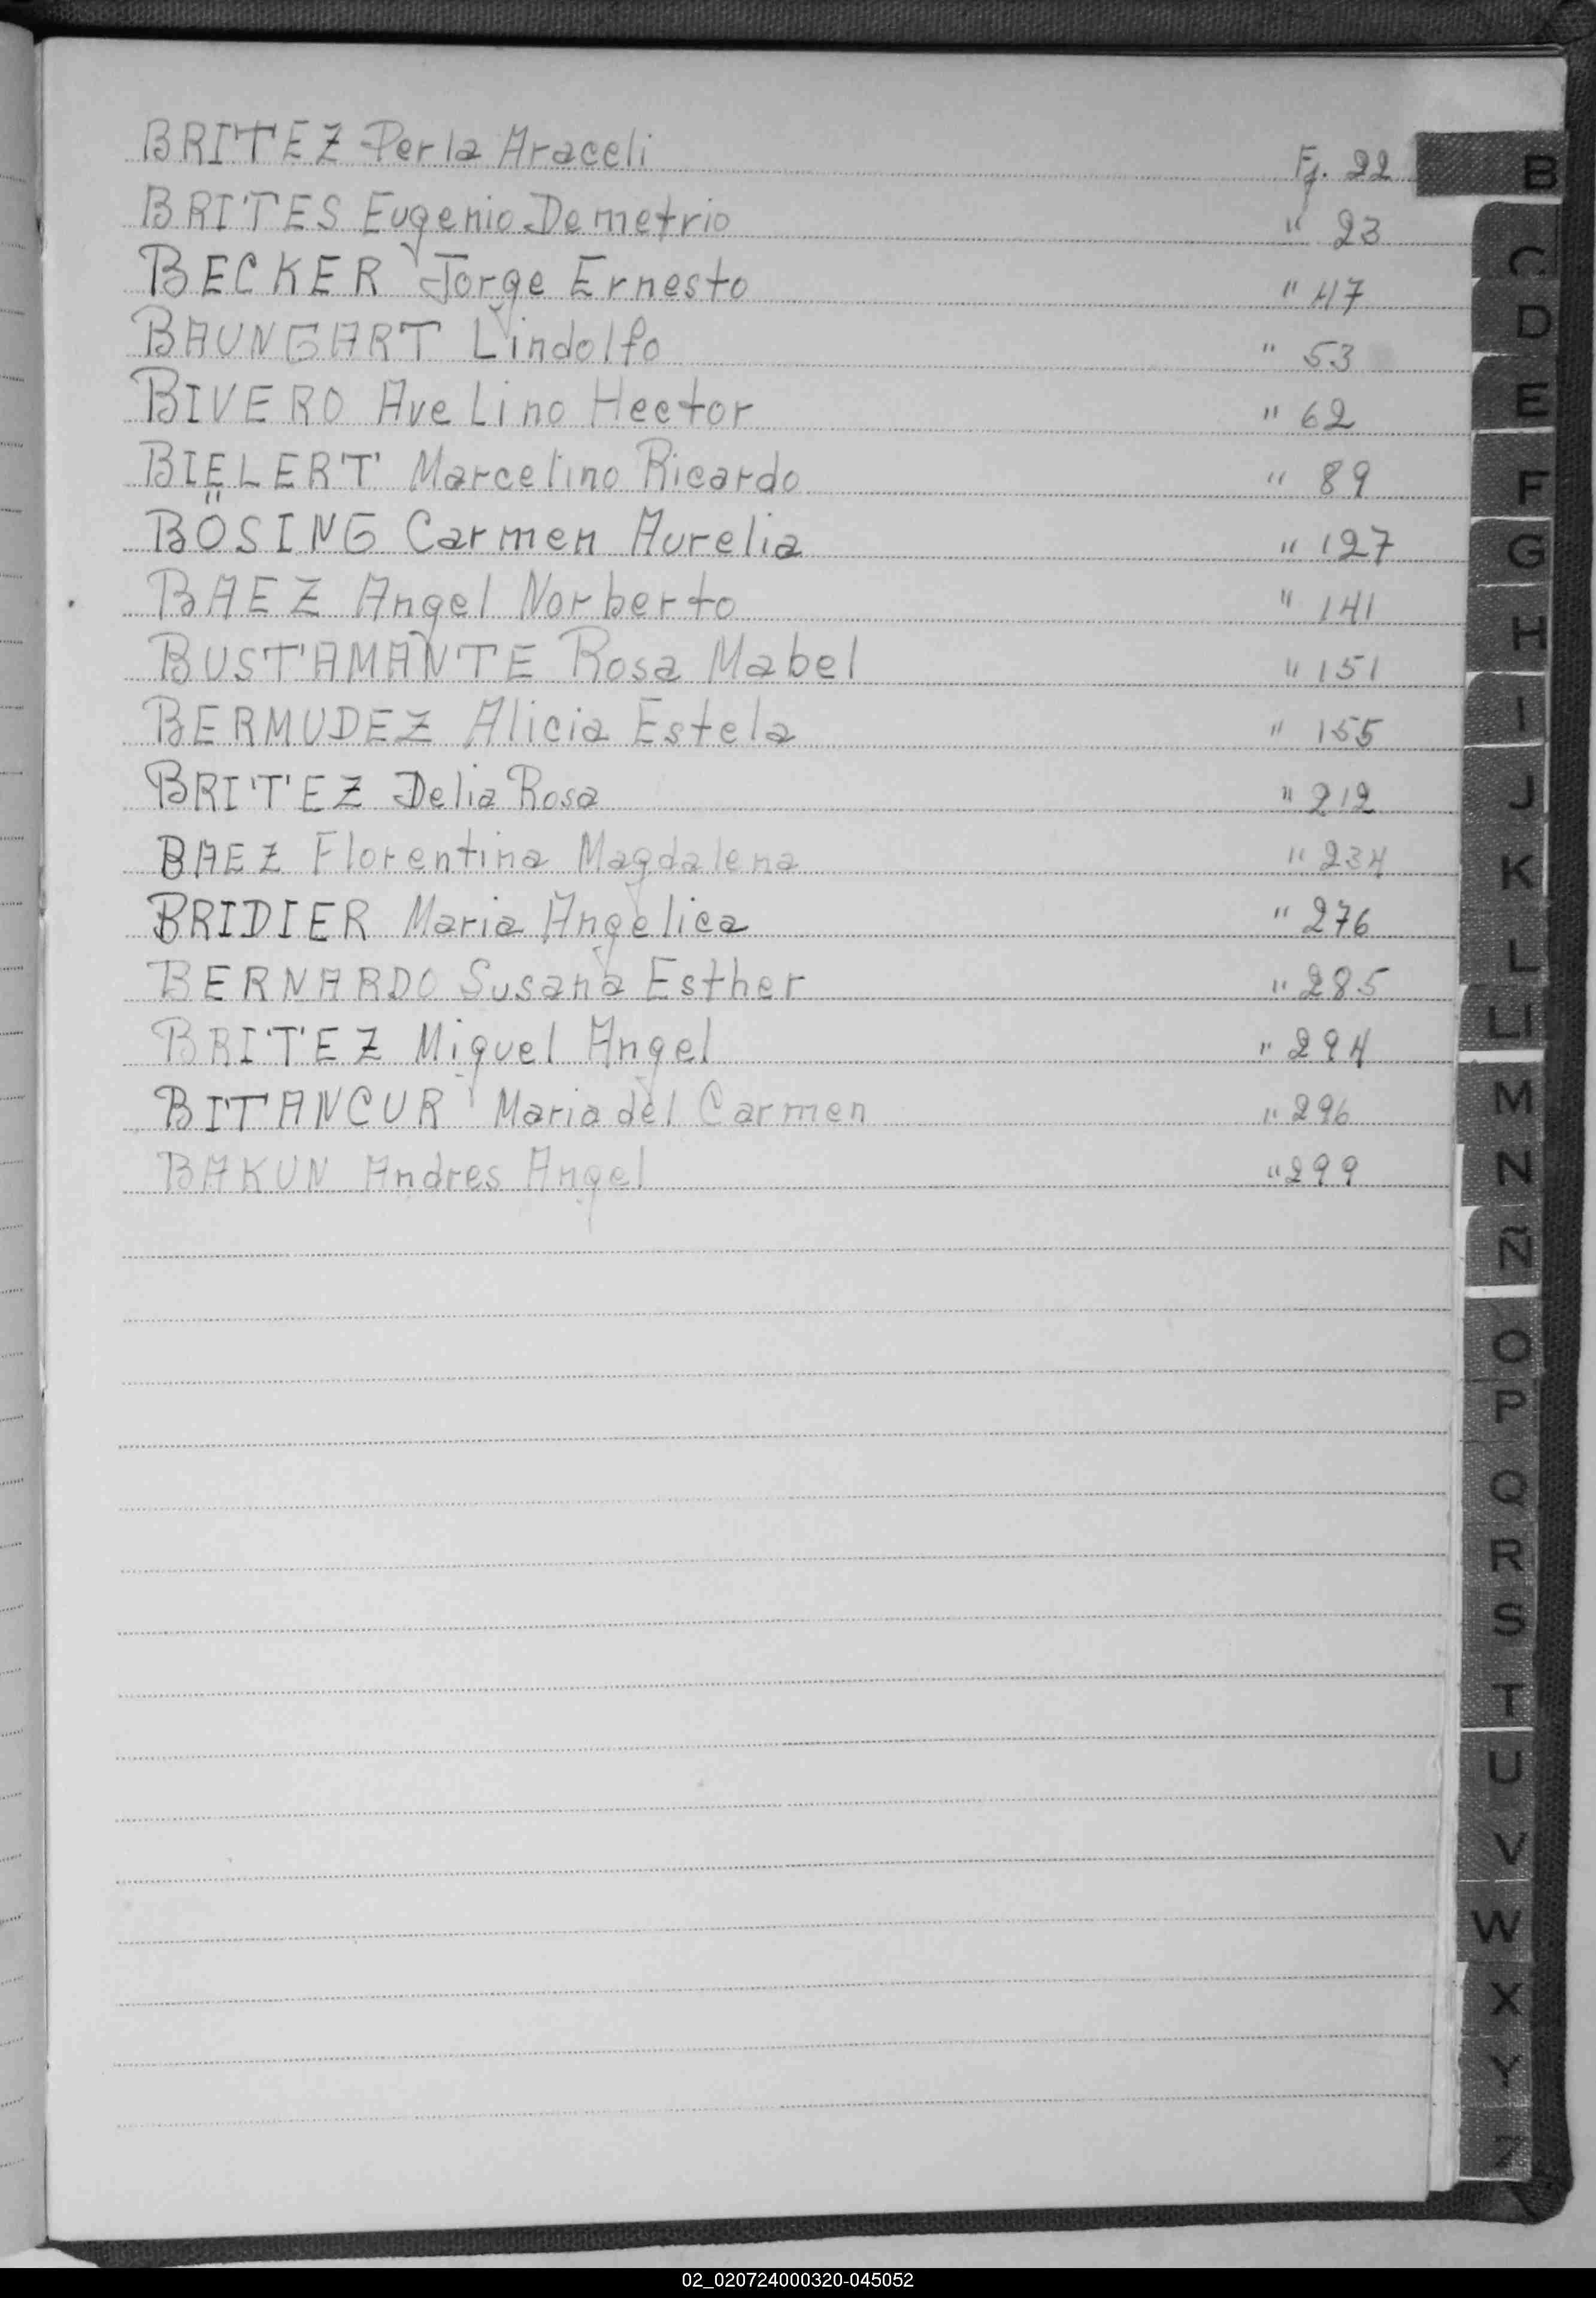 BRITEZ Perla Araceli Fj. 22
BRITES Eugenio Demetrio " 23
BECKER Jorge Ernesto " 47
BAUNGART Lindolfo " 53
BIVERO Avelino Hector " 62
BIELERT Marcelino Ricardo " 89
BÖSING Carmen Aurelia " 127
BAEZ Angel Norberto " 141
BUSTAMANTE Rosa Mabel " 151
BERMUDEZ Alicia Estela " 155
BRITEZ Delia Rosa " 212
BAEZ Florentina Magdalena " 234
BRIDIER Maria Angelica " 276
BERNARDO Susana Esther " 285
BRITEZ Miguel Angel " 294
BITANCUR Maria del Carmen " 296
BAKUN Andres Angel " 299
B
C
D
E
F
G
H
I
J
K
L
Ll
M
N
Ñ
O
P
Q
R
S
T
U
V
W
X
Y
Z
02_020724000320-045052